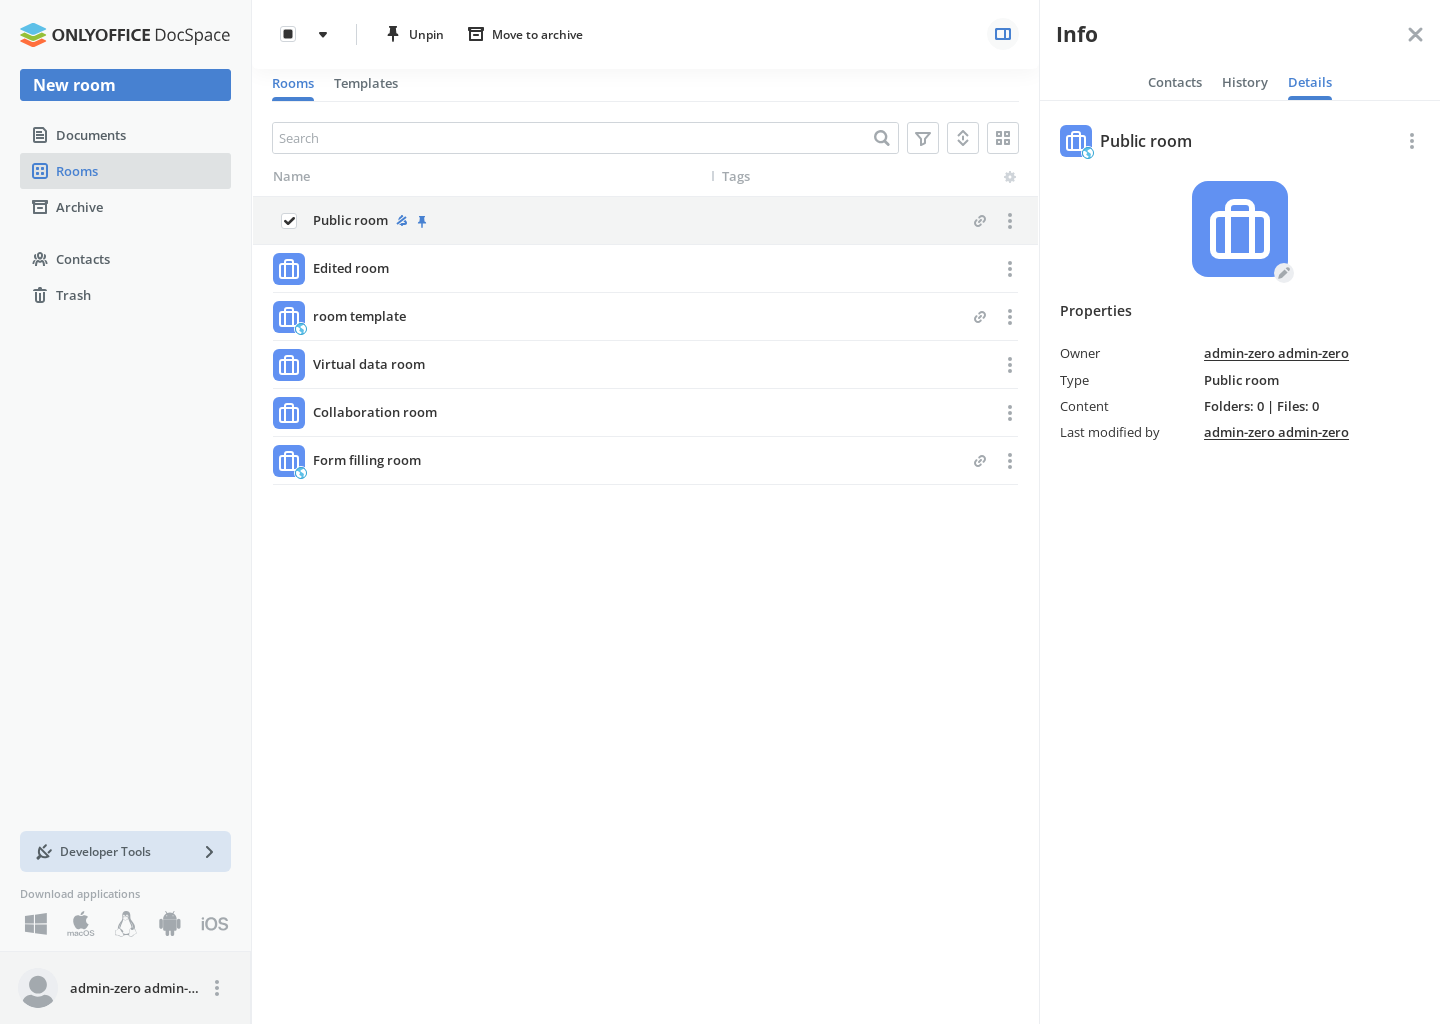 ONLYOFFICE DocSpace
New room
Documents
Rooms
Archive
Contacts
Trash
Developer Tools
Download applications
macOS
iOS
admin-zero admin-...
Unpin
Move to archive
Rooms
Templates
Search
Name
Tags
Public room
Edited room
room template
Virtual data room
Collaboration room
Form filling room
Info
Contacts
History
Details
Public room
Properties
Owner
admin-zero admin-zero
Type
Public room
Content
Folders: 0 | Files: 0
Last modified by
admin-zero admin-zero